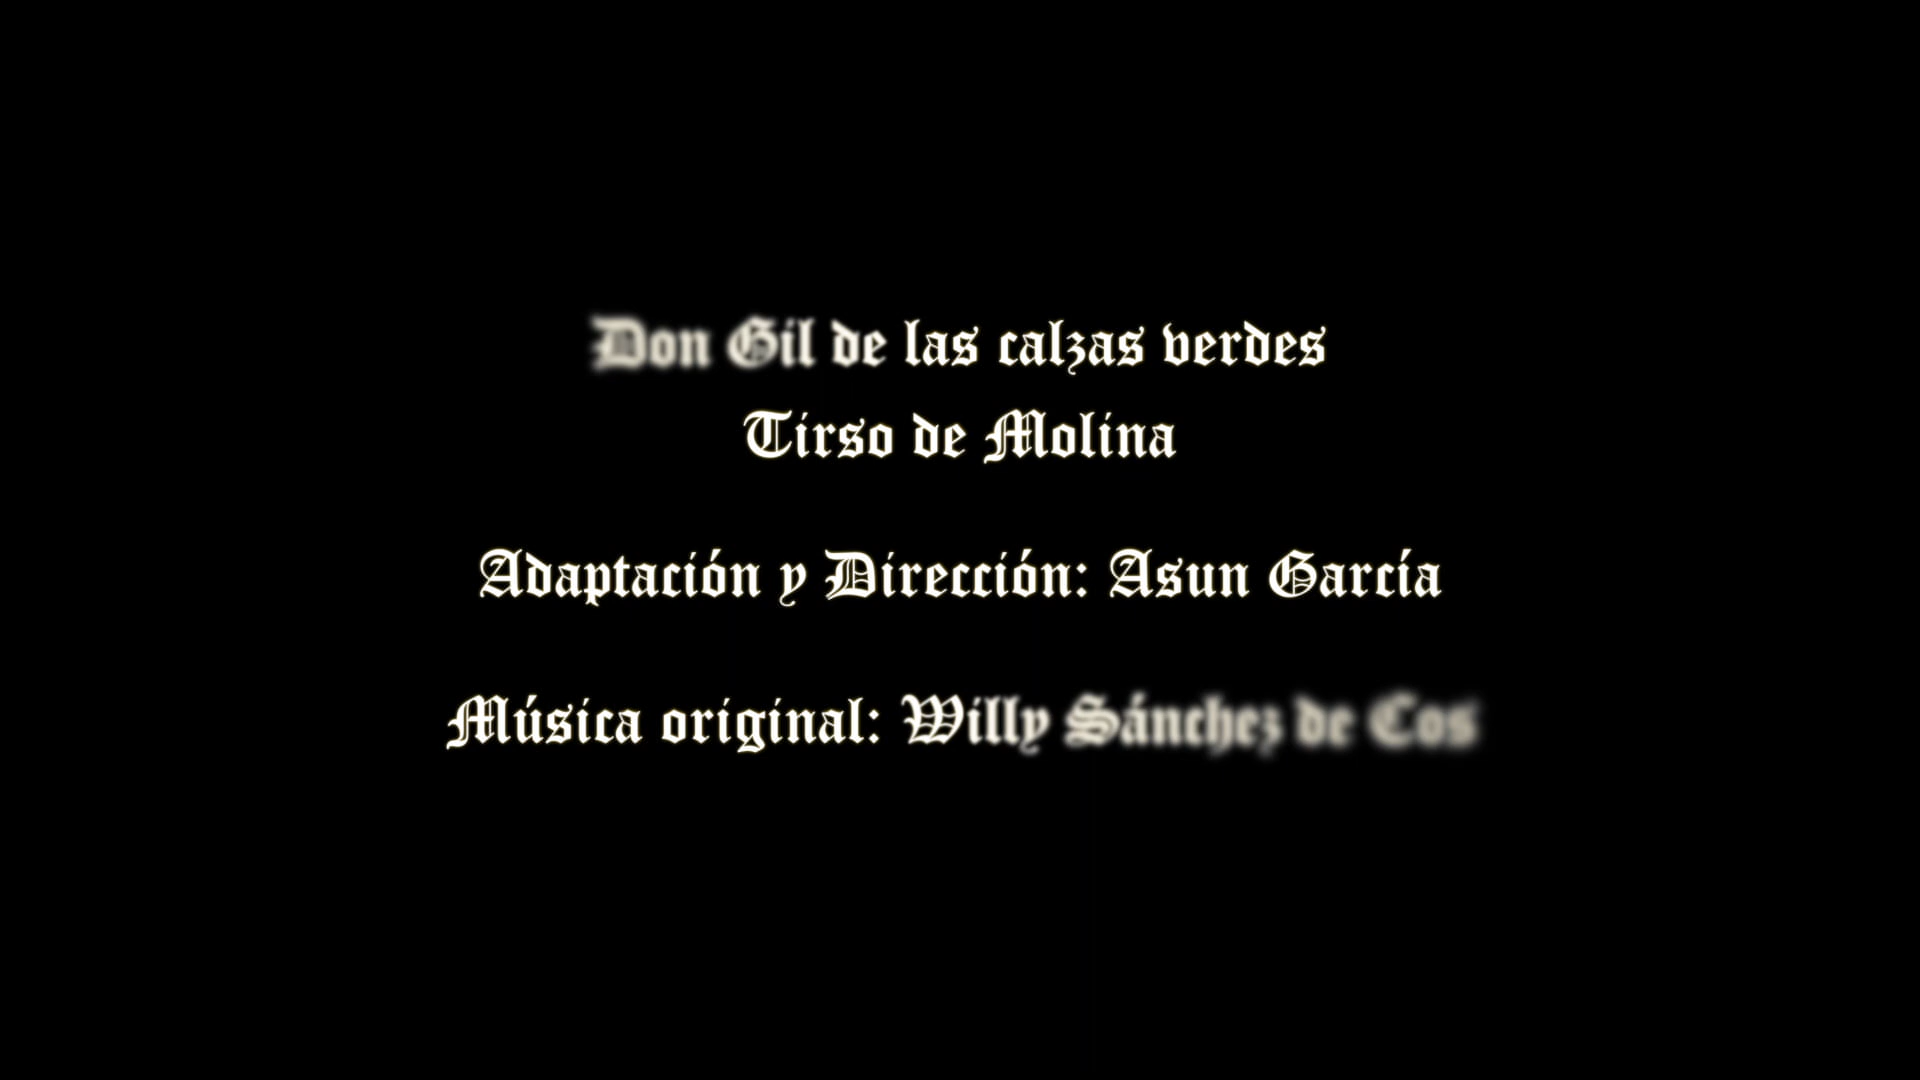 Don Gil de las calzas verdes
Tirso de Molina
Adaptación y Dirección: Asun García
Música original: Willy Sánchez de Cos